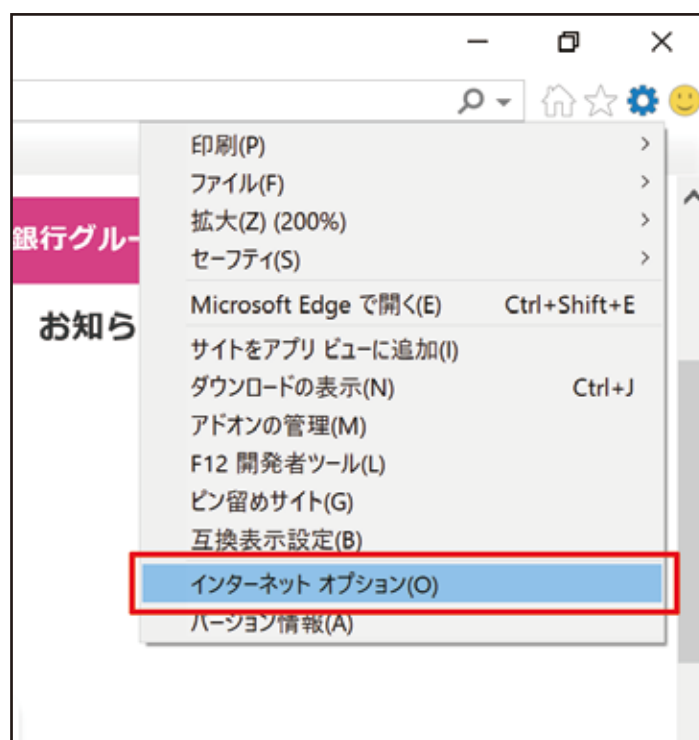 印刷(P)
ファイル(F)
拡大(Z) (200%)
銀行グルー
セーフティ(S)
Microsoft Edge で開く(E) Ctrl+Shift+E
お知ら
サイトをアプリ ビューに追加(I)
ダウンロードの表示(N) Ctrl+J
アドオンの管理(M)
F12 開発者ツール(L)
ピン留めサイト(G)
互換表示設定(B)
インターネット オプション(O)
バージョン情報(A)